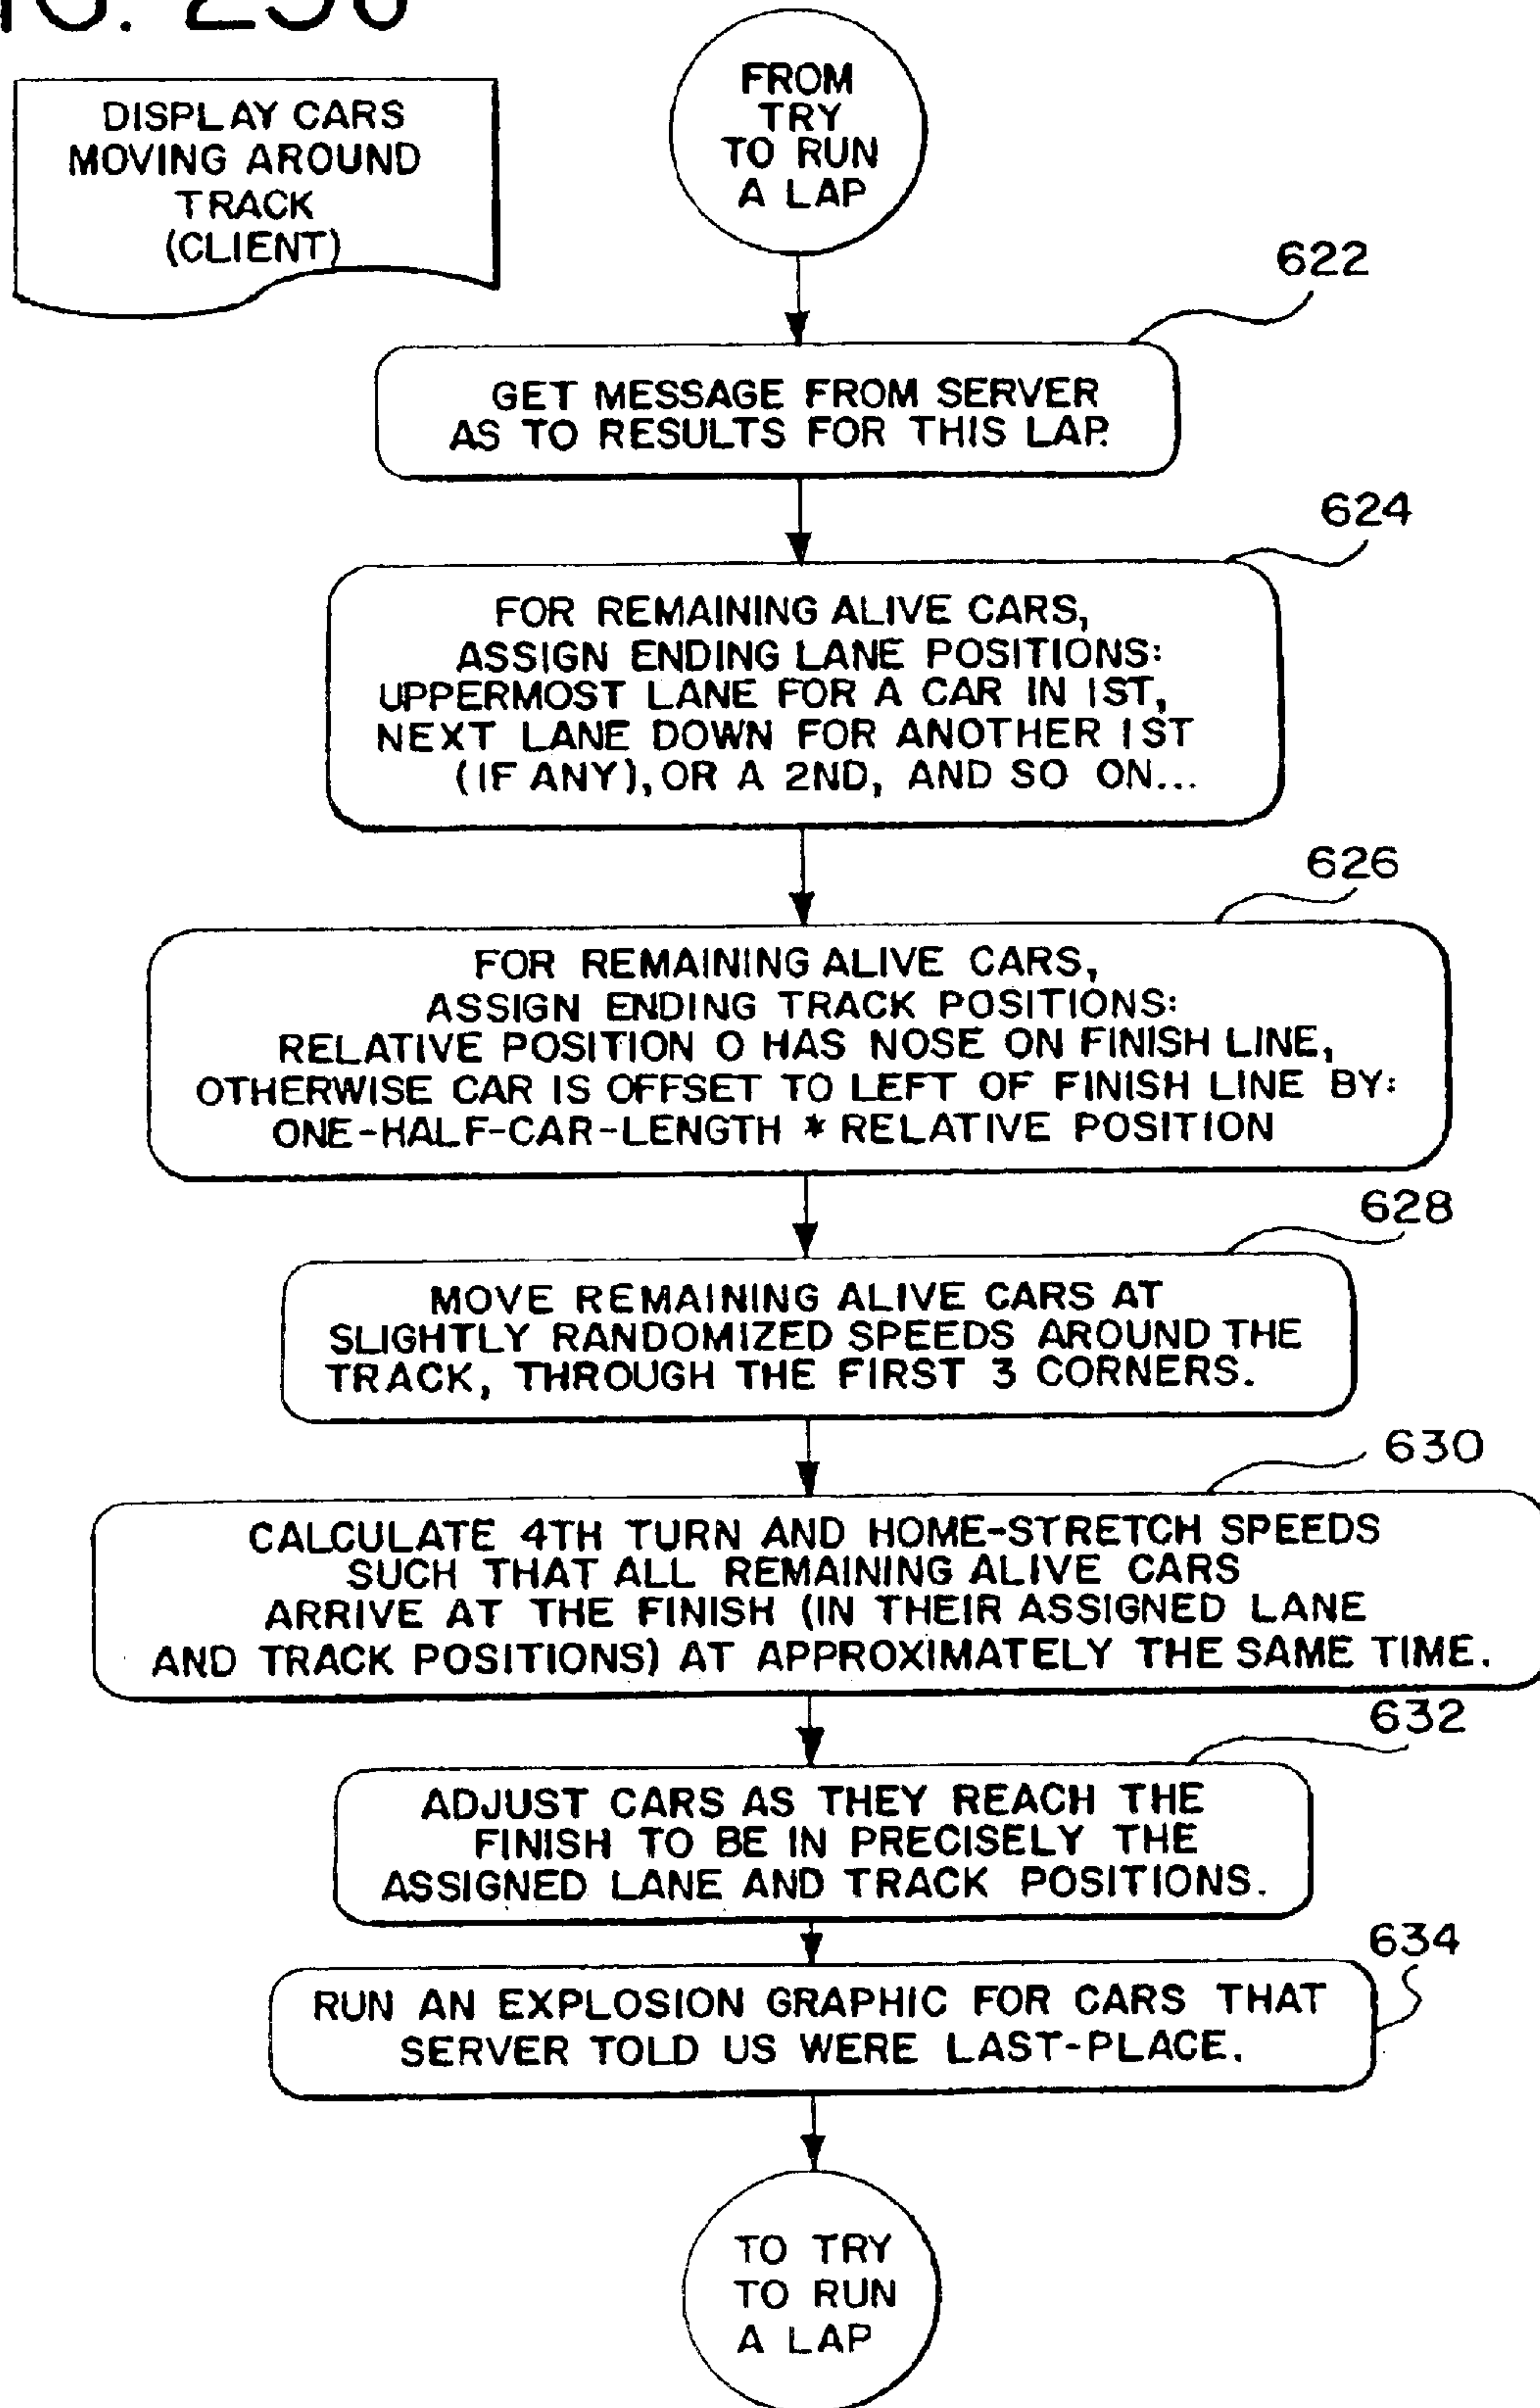 DISPLAY CARS
MOVING AROUND
TRACK
(CLIENT)
FROM
TRY
TO RUN
A LAP
622
GET MESSAGE FROM SERVER
AS TO RESULTS FOR THIS LAP.
624
FOR REMAINING ALIVE CARS,
ASSIGN ENDING LANE POSITIONS:
UPPERMOST LANE FOR A CAR IN 1ST,
NEXT LANE DOWN FOR ANOTHER 1ST
(IF ANY), OR A 2ND, AND SO ON...
626
FOR REMAINING ALIVE CARS,
ASSIGN ENDING TRACK POSITIONS:
RELATIVE POSITION 0 HAS NOSE ON FINISH LINE,
OTHERWISE CAR IS OFFSET TO LEFT OF FINISH LINE BY:
ONE-HALF-CAR-LENGTH * RELATIVE POSITION
628
MOVE REMAINING ALIVE CARS AT
SLIGHTLY RANDOMIZED SPEEDS AROUND THE
TRACK, THROUGH THE FIRST 3 CORNERS.
630
CALCULATE 4TH TURN AND HOME-STRETCH SPEEDS
SUCH THAT ALL REMAINING ALIVE CARS
ARRIVE AT THE FINISH (IN THEIR ASSIGNED LANE
AND TRACK POSITIONS) AT APPROXIMATELY THE SAME TIME.
632
ADJUST CARS AS THEY REACH THE
FINISH TO BE IN PRECISELY THE
ASSIGNED LANE AND TRACK POSITIONS.
634
RUN AN EXPLOSION GRAPHIC FOR CARS THAT
SERVER TOLD US WERE LAST-PLACE.
TO TRY
TO RUN
A LAP